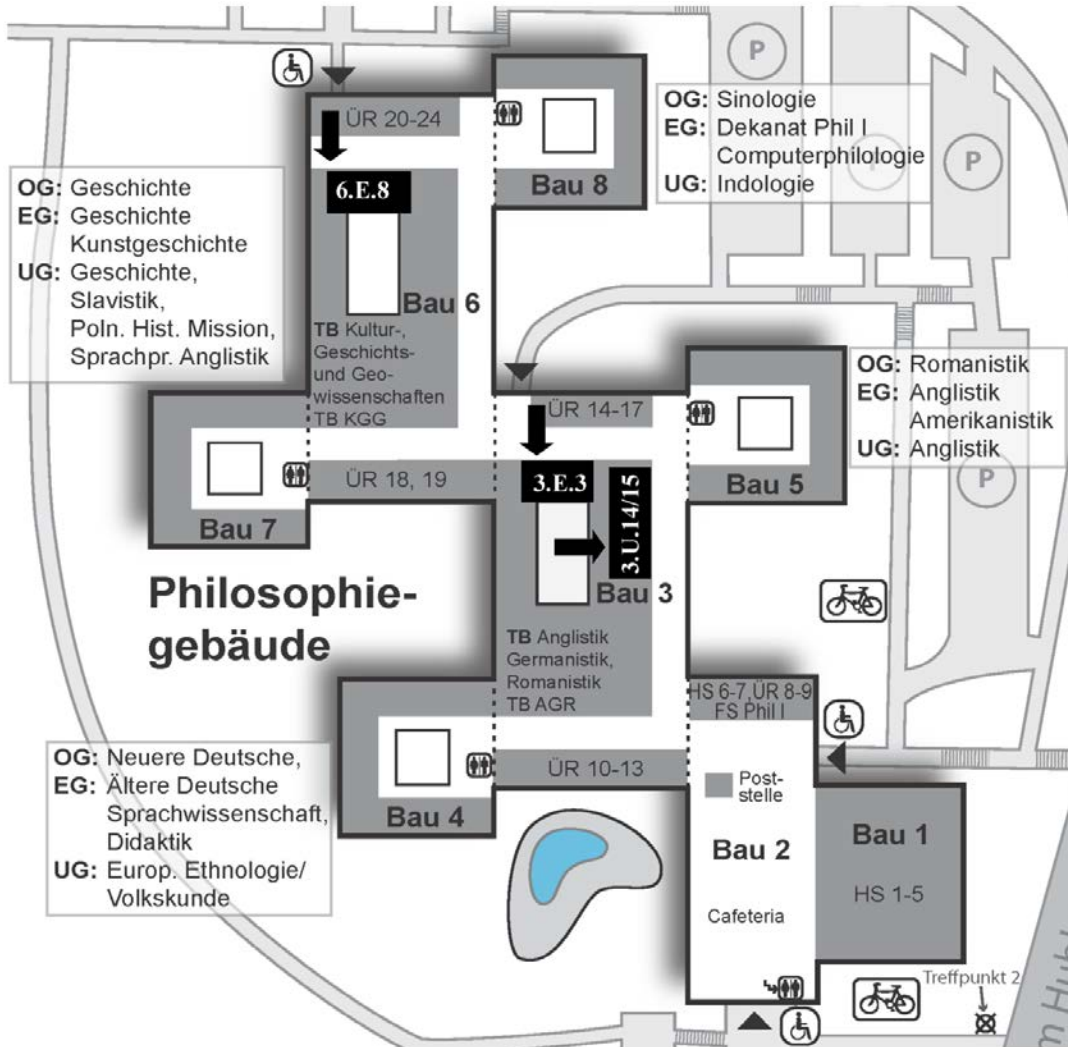 P
ÜR 20-24
OG: Sinologie
EG: Dekanat Phil I
Computerphilologie
UG: Indologie
P
P
P
Bau 8
6.E.8
OG: Geschichte
EG: Geschichte
Kunstgeschichte
UG: Geschichte,
Slavistik,
Poln. Hist. Mission,
Sprachpr. Anglistik
Bau 6
TB Kultur-,
Geschichts-
und Geo-
wissenschaften
TB KGG
OG: Romanistik
EG: Anglistik
Amerikanistik
UG: Anglistik
ÜR 14-17
P
Bau 5
ÜR 18, 19
3.E.3
3.U.14/15
Bau 7
Bau 3
Philosophie-
gebäude
TB Anglistik
Germanistik,
Romanistik
TB AGR
HS 6-7,ÜR 8-9
FS Phil I
OG: Neuere Deutsche,
EG: Ältere Deutsche
Sprachwissenschaft,
Didaktik
UG: Europ. Ethnologie/
Volkskunde
ÜR 10-13
Bau 4
Post-
stelle
Bau 2
Bau 1
HS 1-5
Cafeteria
Treffpunkt 2
m Hubl